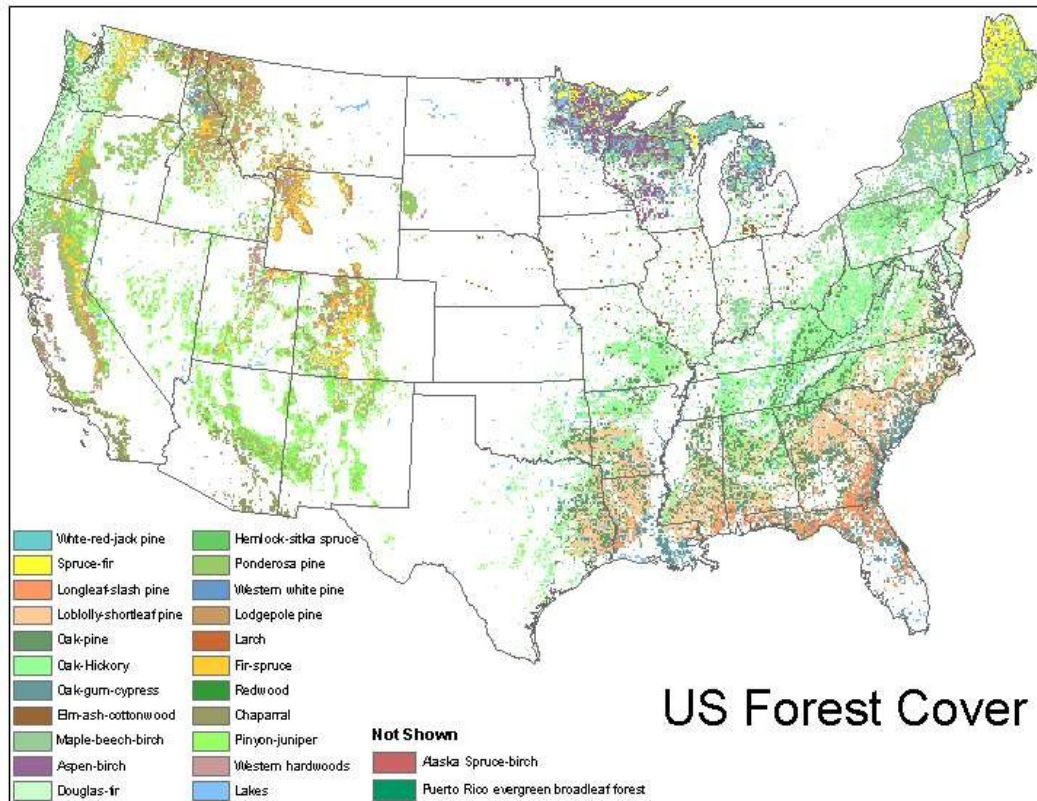 White-red-jack pine
Spruce-fir
Longleaf-slash pine
Loblolly-shortleaf pine
Oak-pine
Oak-Hickory
Oak-gum-cypress
Elm-ash-cottonwood
Maple-beech-birch
Aspen-birch
Douglas-fir
Hemlock-sitka spruce
Ponderosa pine
Western white pine
Lodgepole pine
Larch
Fir-spruce
Redwood
Chaparral
Pinyon-juniper
Western hardwoods
Lakes
Not Shown
Alaska Spruce-birch
Puerto Rico evergreen broadleaf forest
US Forest Cover